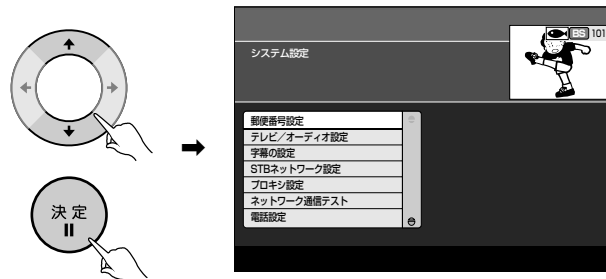 決定
システム設定
BS 101
郵便番号設定
テレビ／オーディオ設定
字幕の設定
STBネットワーク設定
プロキシ設定
ネットワーク通信テスト
電話設定